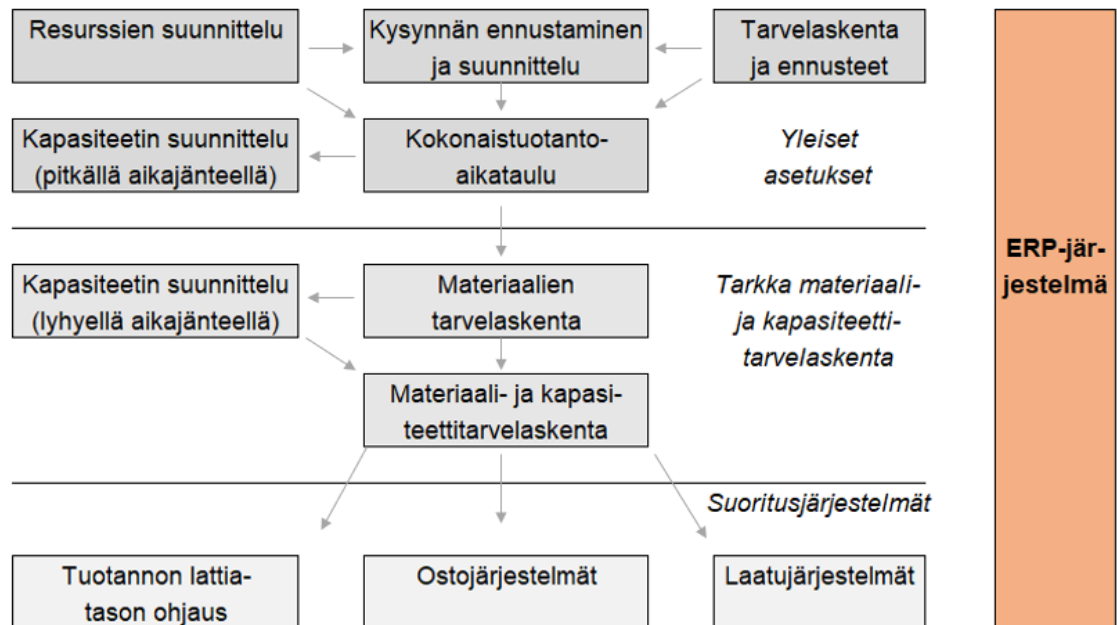 Resurssien suunnittelu
Kysynnän ennustaminen
ja suunnittelu
Tarvelaskenta
ja ennusteet
Kapasiteetin suunnittelu
(pitkällä aikajänteellä)
Kokonaistuotanto-
aikataulu
Yleiset
asetukset
Kapasiteetin suunnittelu
(lyhyellä aikajänteellä)
Materiaalien
tarvelaskenta
Tarkka materiaali-
ja kapasiteetti-
tarvelaskenta
Materiaali- ja kapasi-
teettitarvelaskenta
Suoritusjärjestelmät
Tuotannon lattia-
tason ohjaus
Ostojärjestelmät
Laatujärjestelmät
ERP-jär-
jestelmä